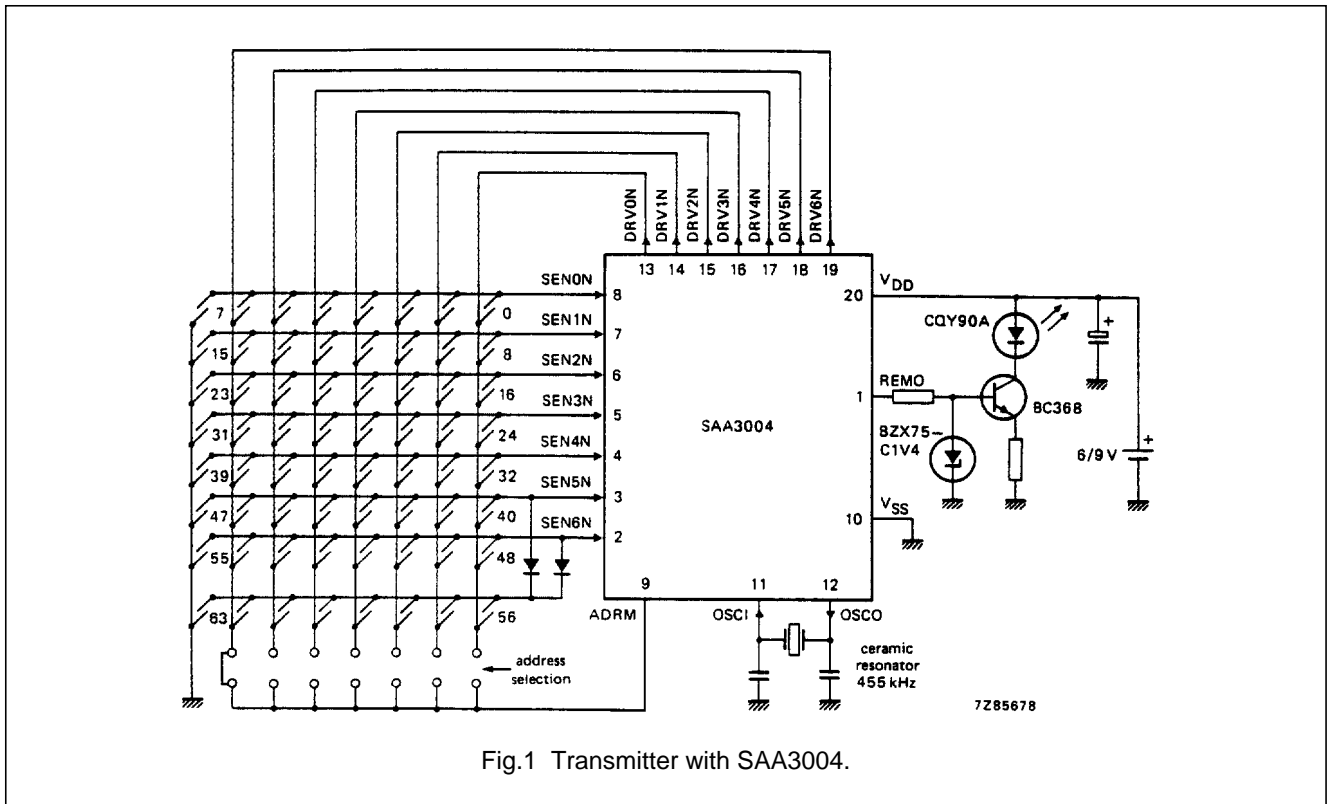 DRV0N DRV1N DRV2N DRV3N DRV4N DRV5N DRV6N
13 14 15 16 17 18 19
SEN0N 8
7 0
SEN1N 7
15 8
SEN2N 6
23 16
SEN3N 5
31 24
SEN4N 4
39 32
SEN5N 3
47 40
SEN6N 2
55 48
63 56
SAA3004
VDD
20
CQY90A
+
REMO
1
BC368
BZX75–
C1V4
6/9 V
+
VSS
10
9
ADRM
11 12
OSCI OSCO
address
selection
ceramic
resonator
455 kHz
7Z85678
Fig.1 Transmitter with SAA3004.